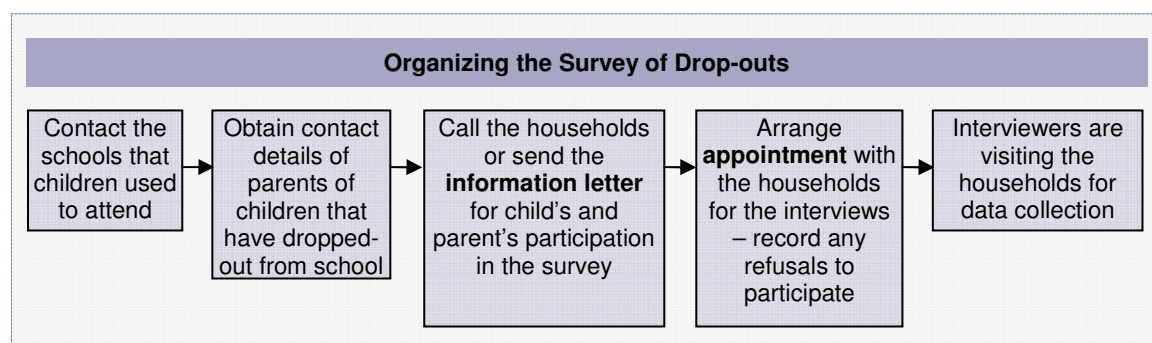 Organizing the Survey of Drop-outs
Contact the
schools that
children used
to attend
Obtain contact
details of
parents of
children that
have dropped-
out from school
Call the households
or send the
information letter
for child's and
parent's participation
in the survey
Arrange
appointment with
the households
for the interviews
– record any
refusals to
participate
Interviewers are
visiting the
households for
data collection